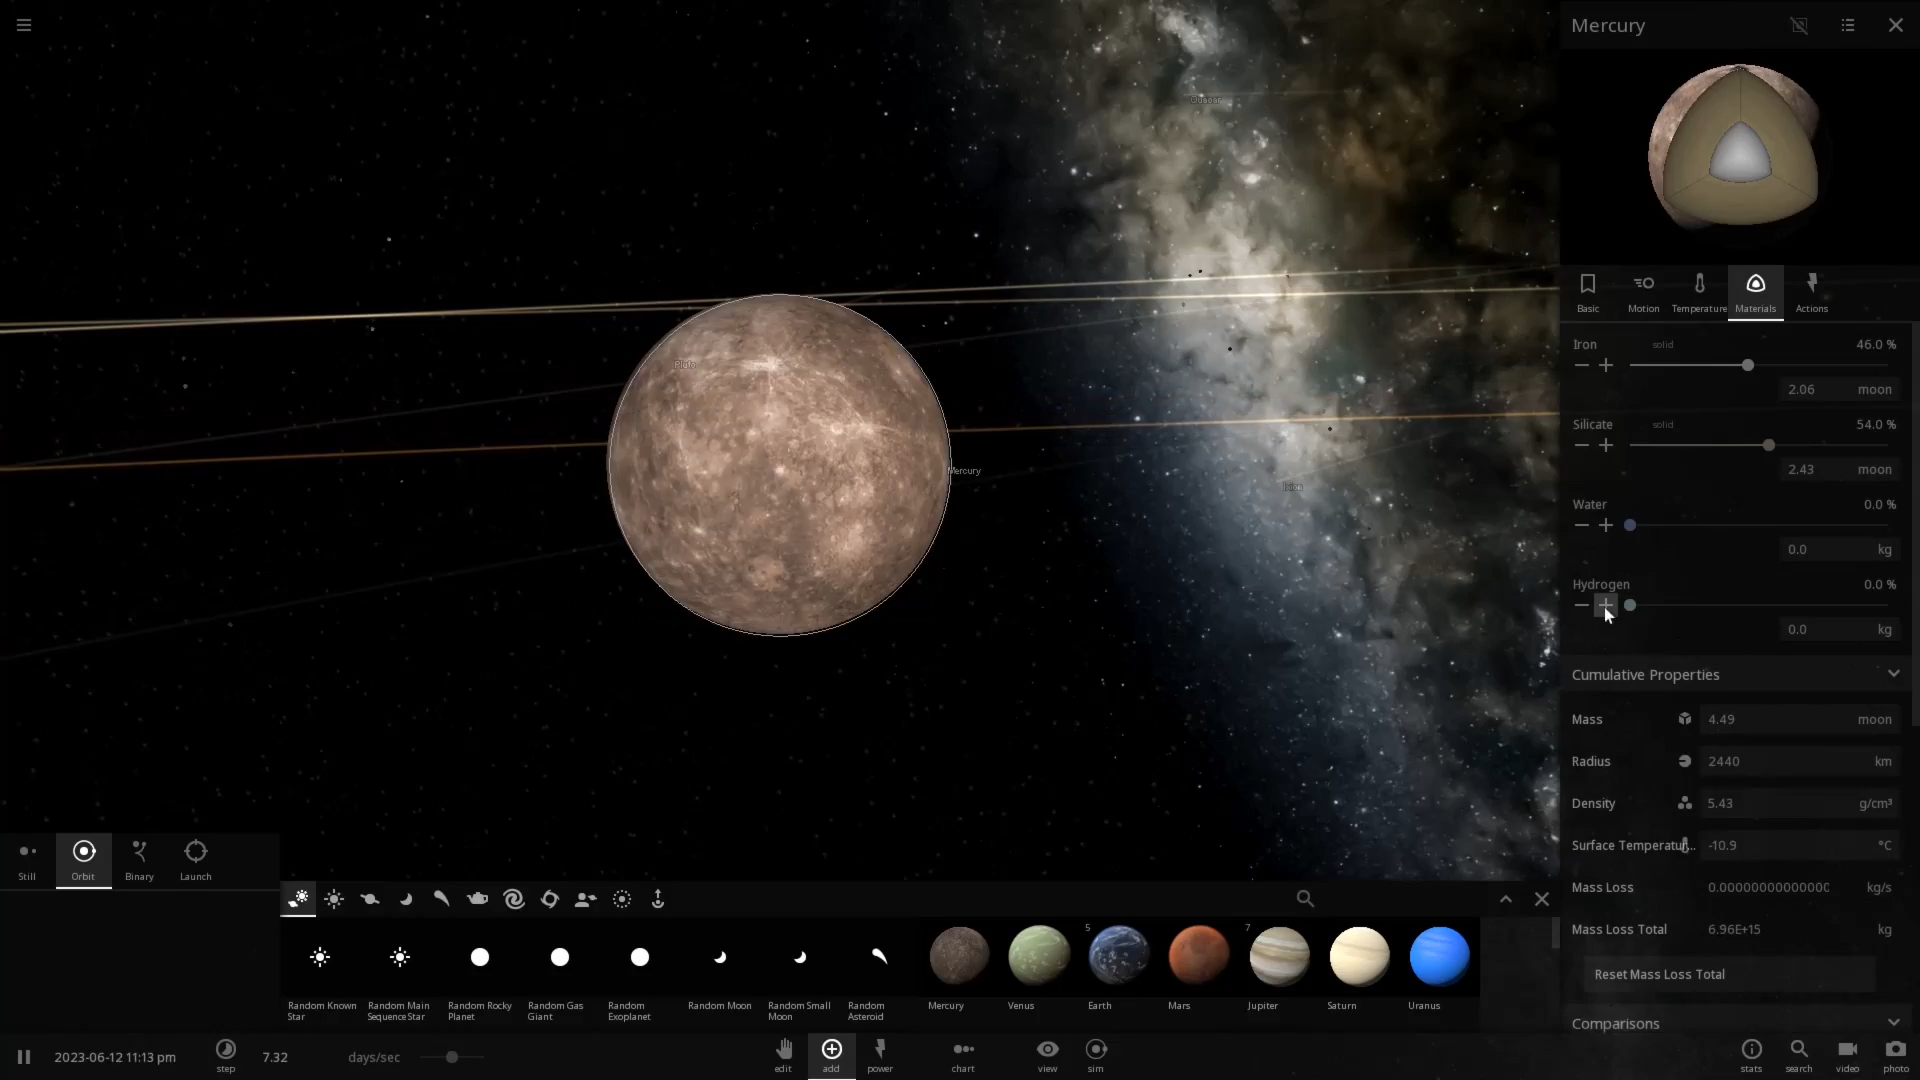 Mercury
Quaoar
Pluto
Mercury
Ixion
Basic
Motion
Temperature
Materials
Actions
Iron solid 46.0 %
2.06 moon
Silicate solid 54.0 %
2.43 moon
Water 0.0 %
0.0 kg
Hydrogen 0.0 %
0.0 kg
Cumulative Properties
Mass 4.49 moon
Radius 2440 km
Density 5.43 g/cm³
Surface Temperatur... -10.9 °C
Mass Loss 0.00000000000000 kg/s
Mass Loss Total 6.96E+15 kg
Reset Mass Loss Total
Comparisons
Still
Orbit
Binary
Launch
5
7
Random Known
Star
Random Main
Sequence Star
Random Rocky
Planet
Random Gas
Giant
Random
Exoplanet
Random Moon
Random Small
Moon
Random
Asteroid
Mercury
Venus
Earth
Mars
Jupiter
Saturn
Uranus
2023-06-12 11:13 pm
step
7.32 days/sec
edit
add
power
chart
view
sim
stats
search
video
photo